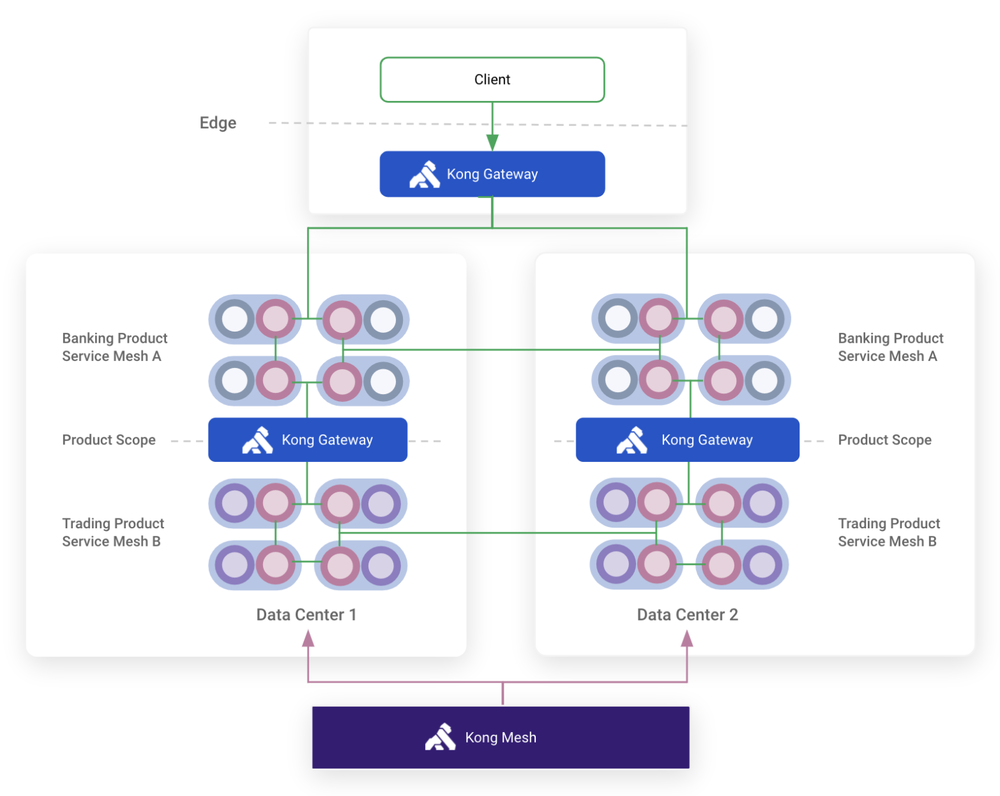 Client
Edge
Kong Gateway
Banking Product
Service Mesh A
Banking Product
Service Mesh A
Product Scope
Kong Gateway
Kong Gateway
Product Scope
Trading Product
Service Mesh B
Trading Product
Service Mesh B
Data Center 1
Data Center 2
Kong Mesh